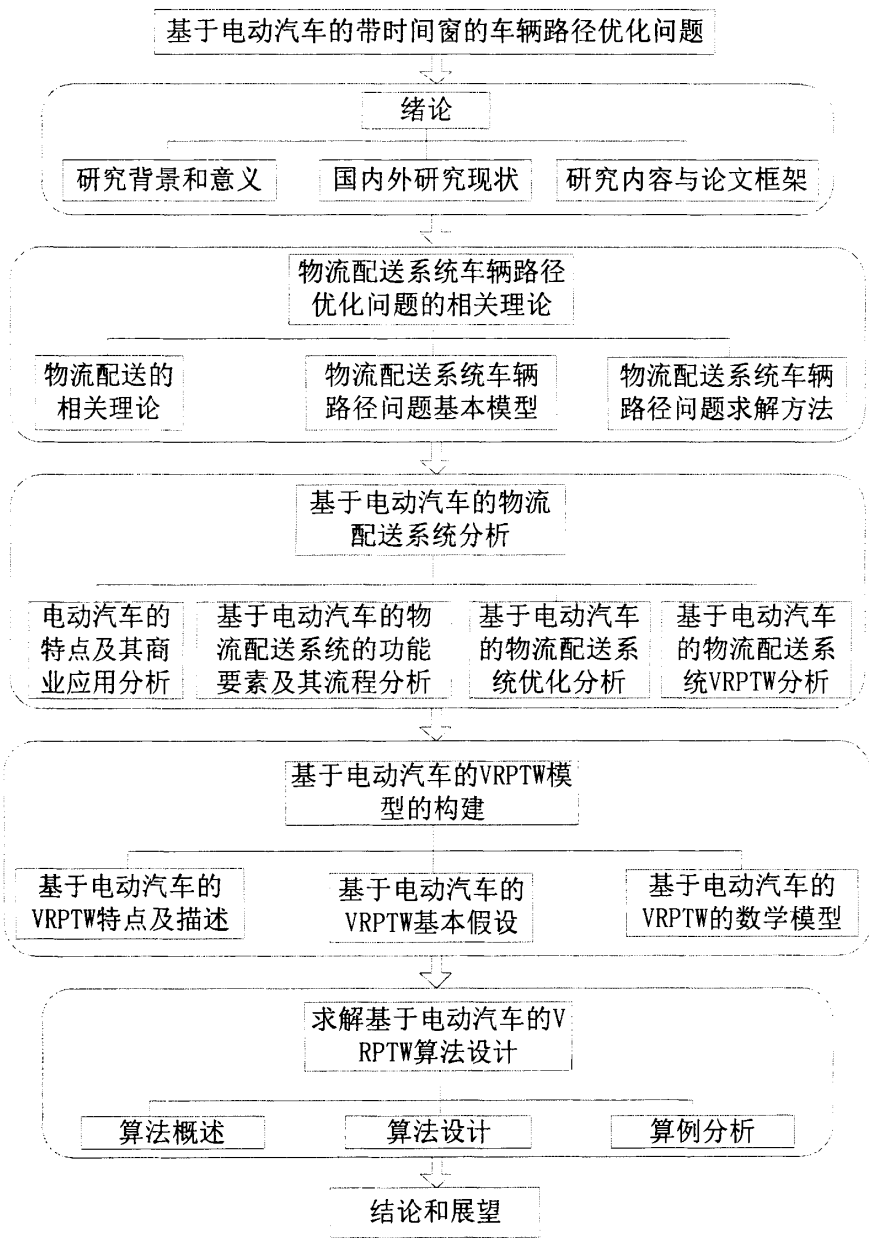 基于电动汽车的带时间窗的车辆路径优化问题
绪论
研究背景和意义
国内外研究现状
研究内容与论文框架
物流配送系统车辆路径
优化问题的相关理论
物流配送的
相关理论
物流配送系统车辆
路径问题基本模型
物流配送系统车辆
路径问题求解方法
基于电动汽车的物流
配送系统分析
电动汽车的
特点及其商
业应用分析
基于电动汽车的物
流配送系统的功能
要素及其流程分析
基于电动汽车
的物流配送系
统优化分析
基于电动汽车
的物流配送系
统VRPTW分析
基于电动汽车的VRPTW模
型的构建
基于电动汽车的
VRPTW特点及描述
基于电动汽车的
VRPTW基本假设
基于电动汽车的
VRPTW的数学模型
求解基于电动汽车的V
RPTW算法设计
算法概述
算法设计
算例分析
结论和展望